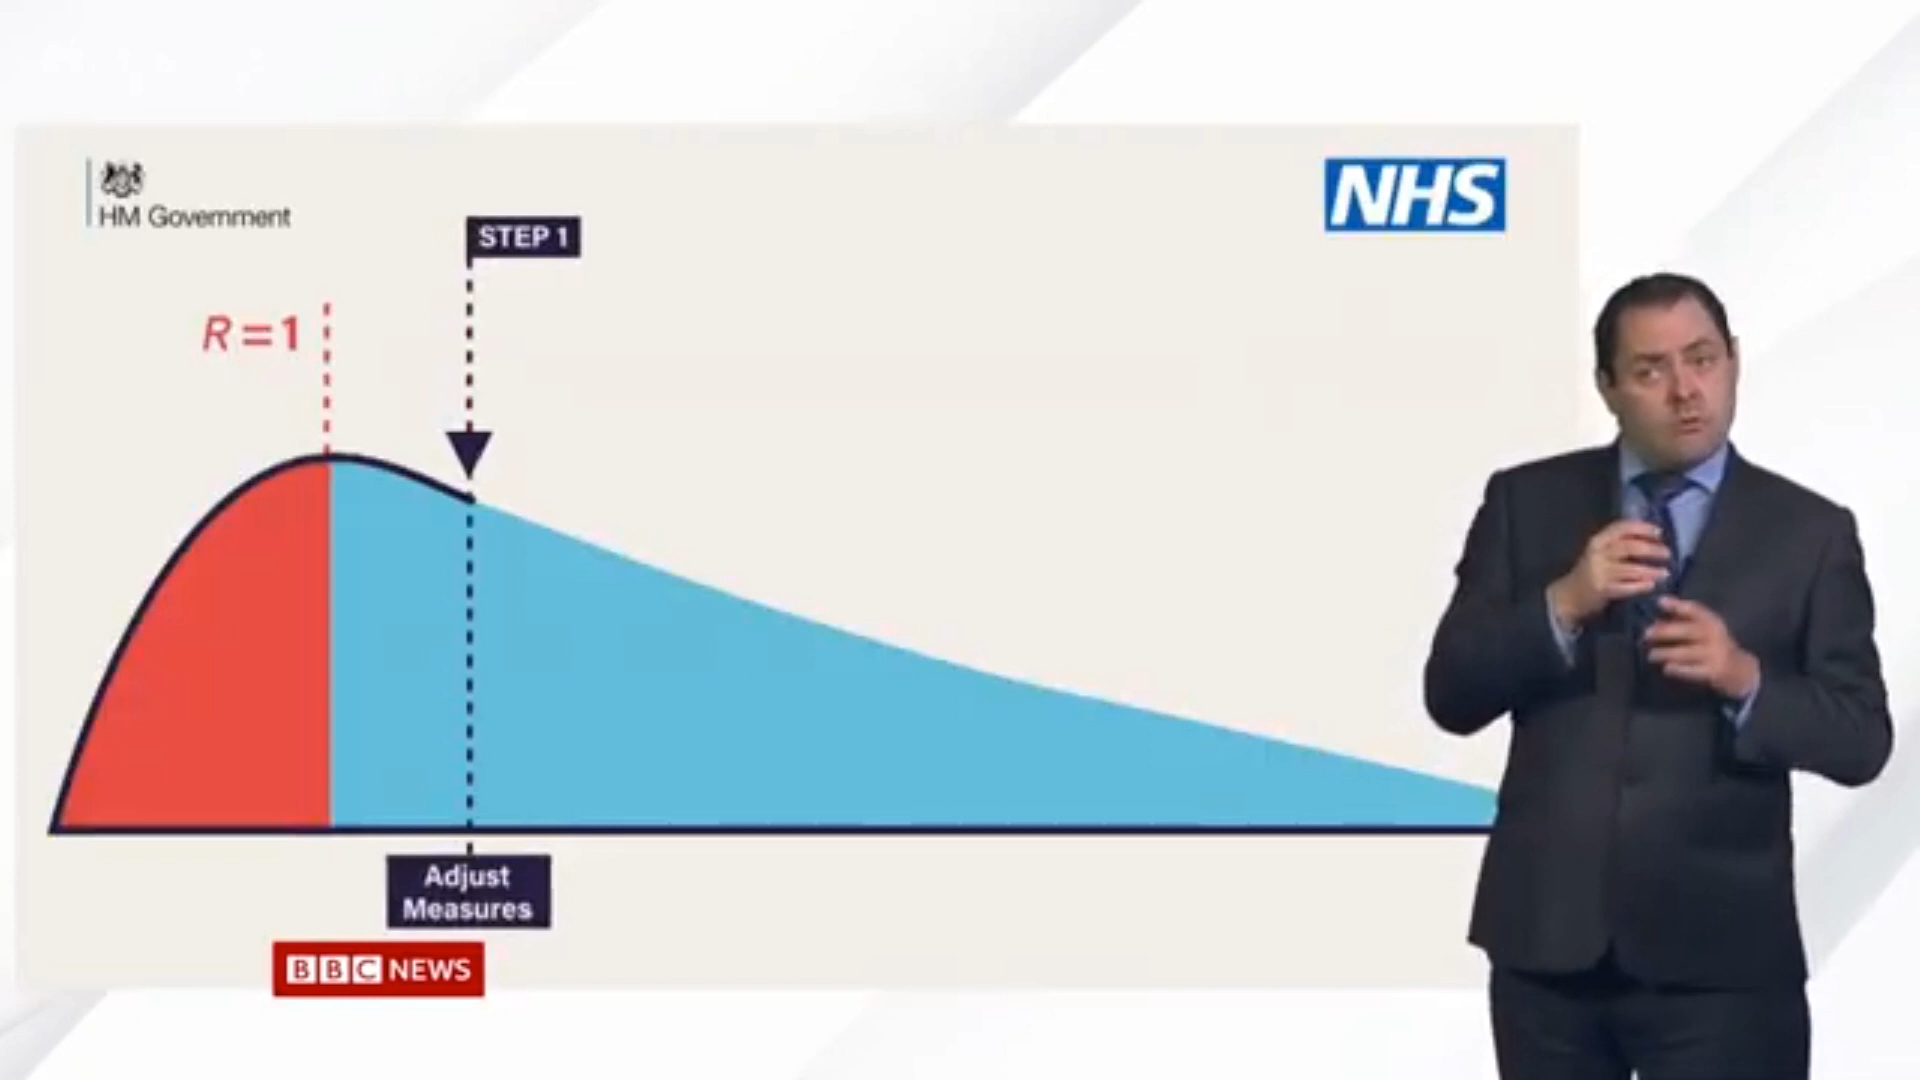 HM Government
NHS
STEP 1
R=1
Adjust
Measures
BBC NEWS